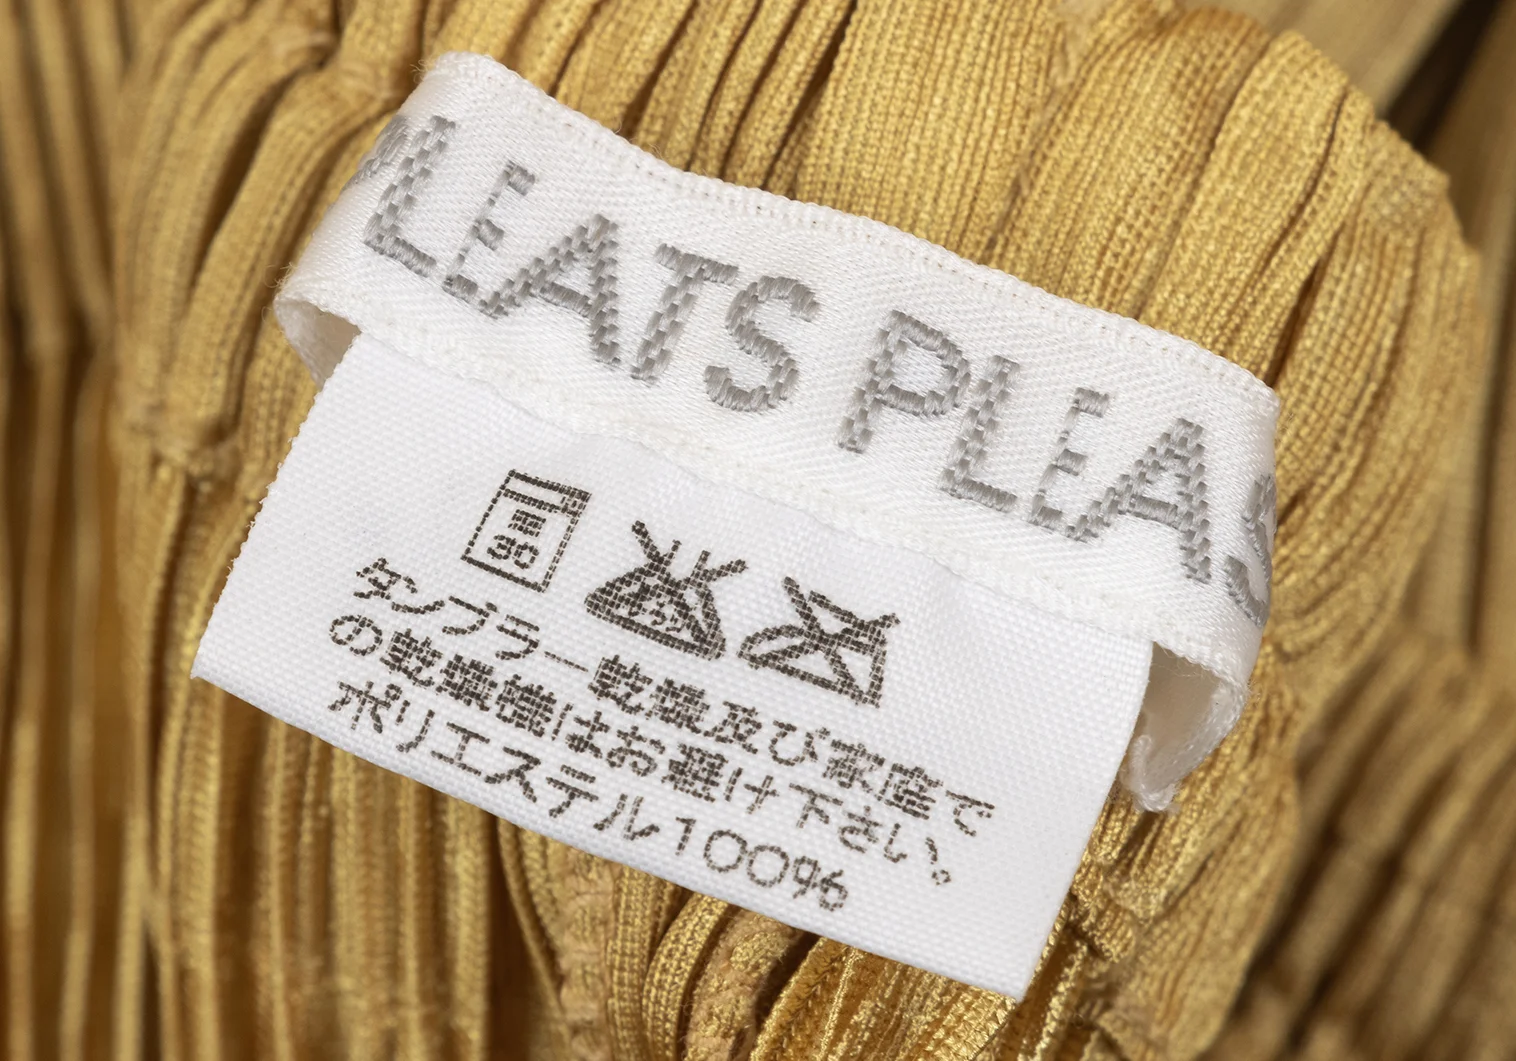 PLEATS PLEAS
弱
30
タンブラー乾燥及び家庭で
の乾燥機はお避け下さい。
ポリエステル100%